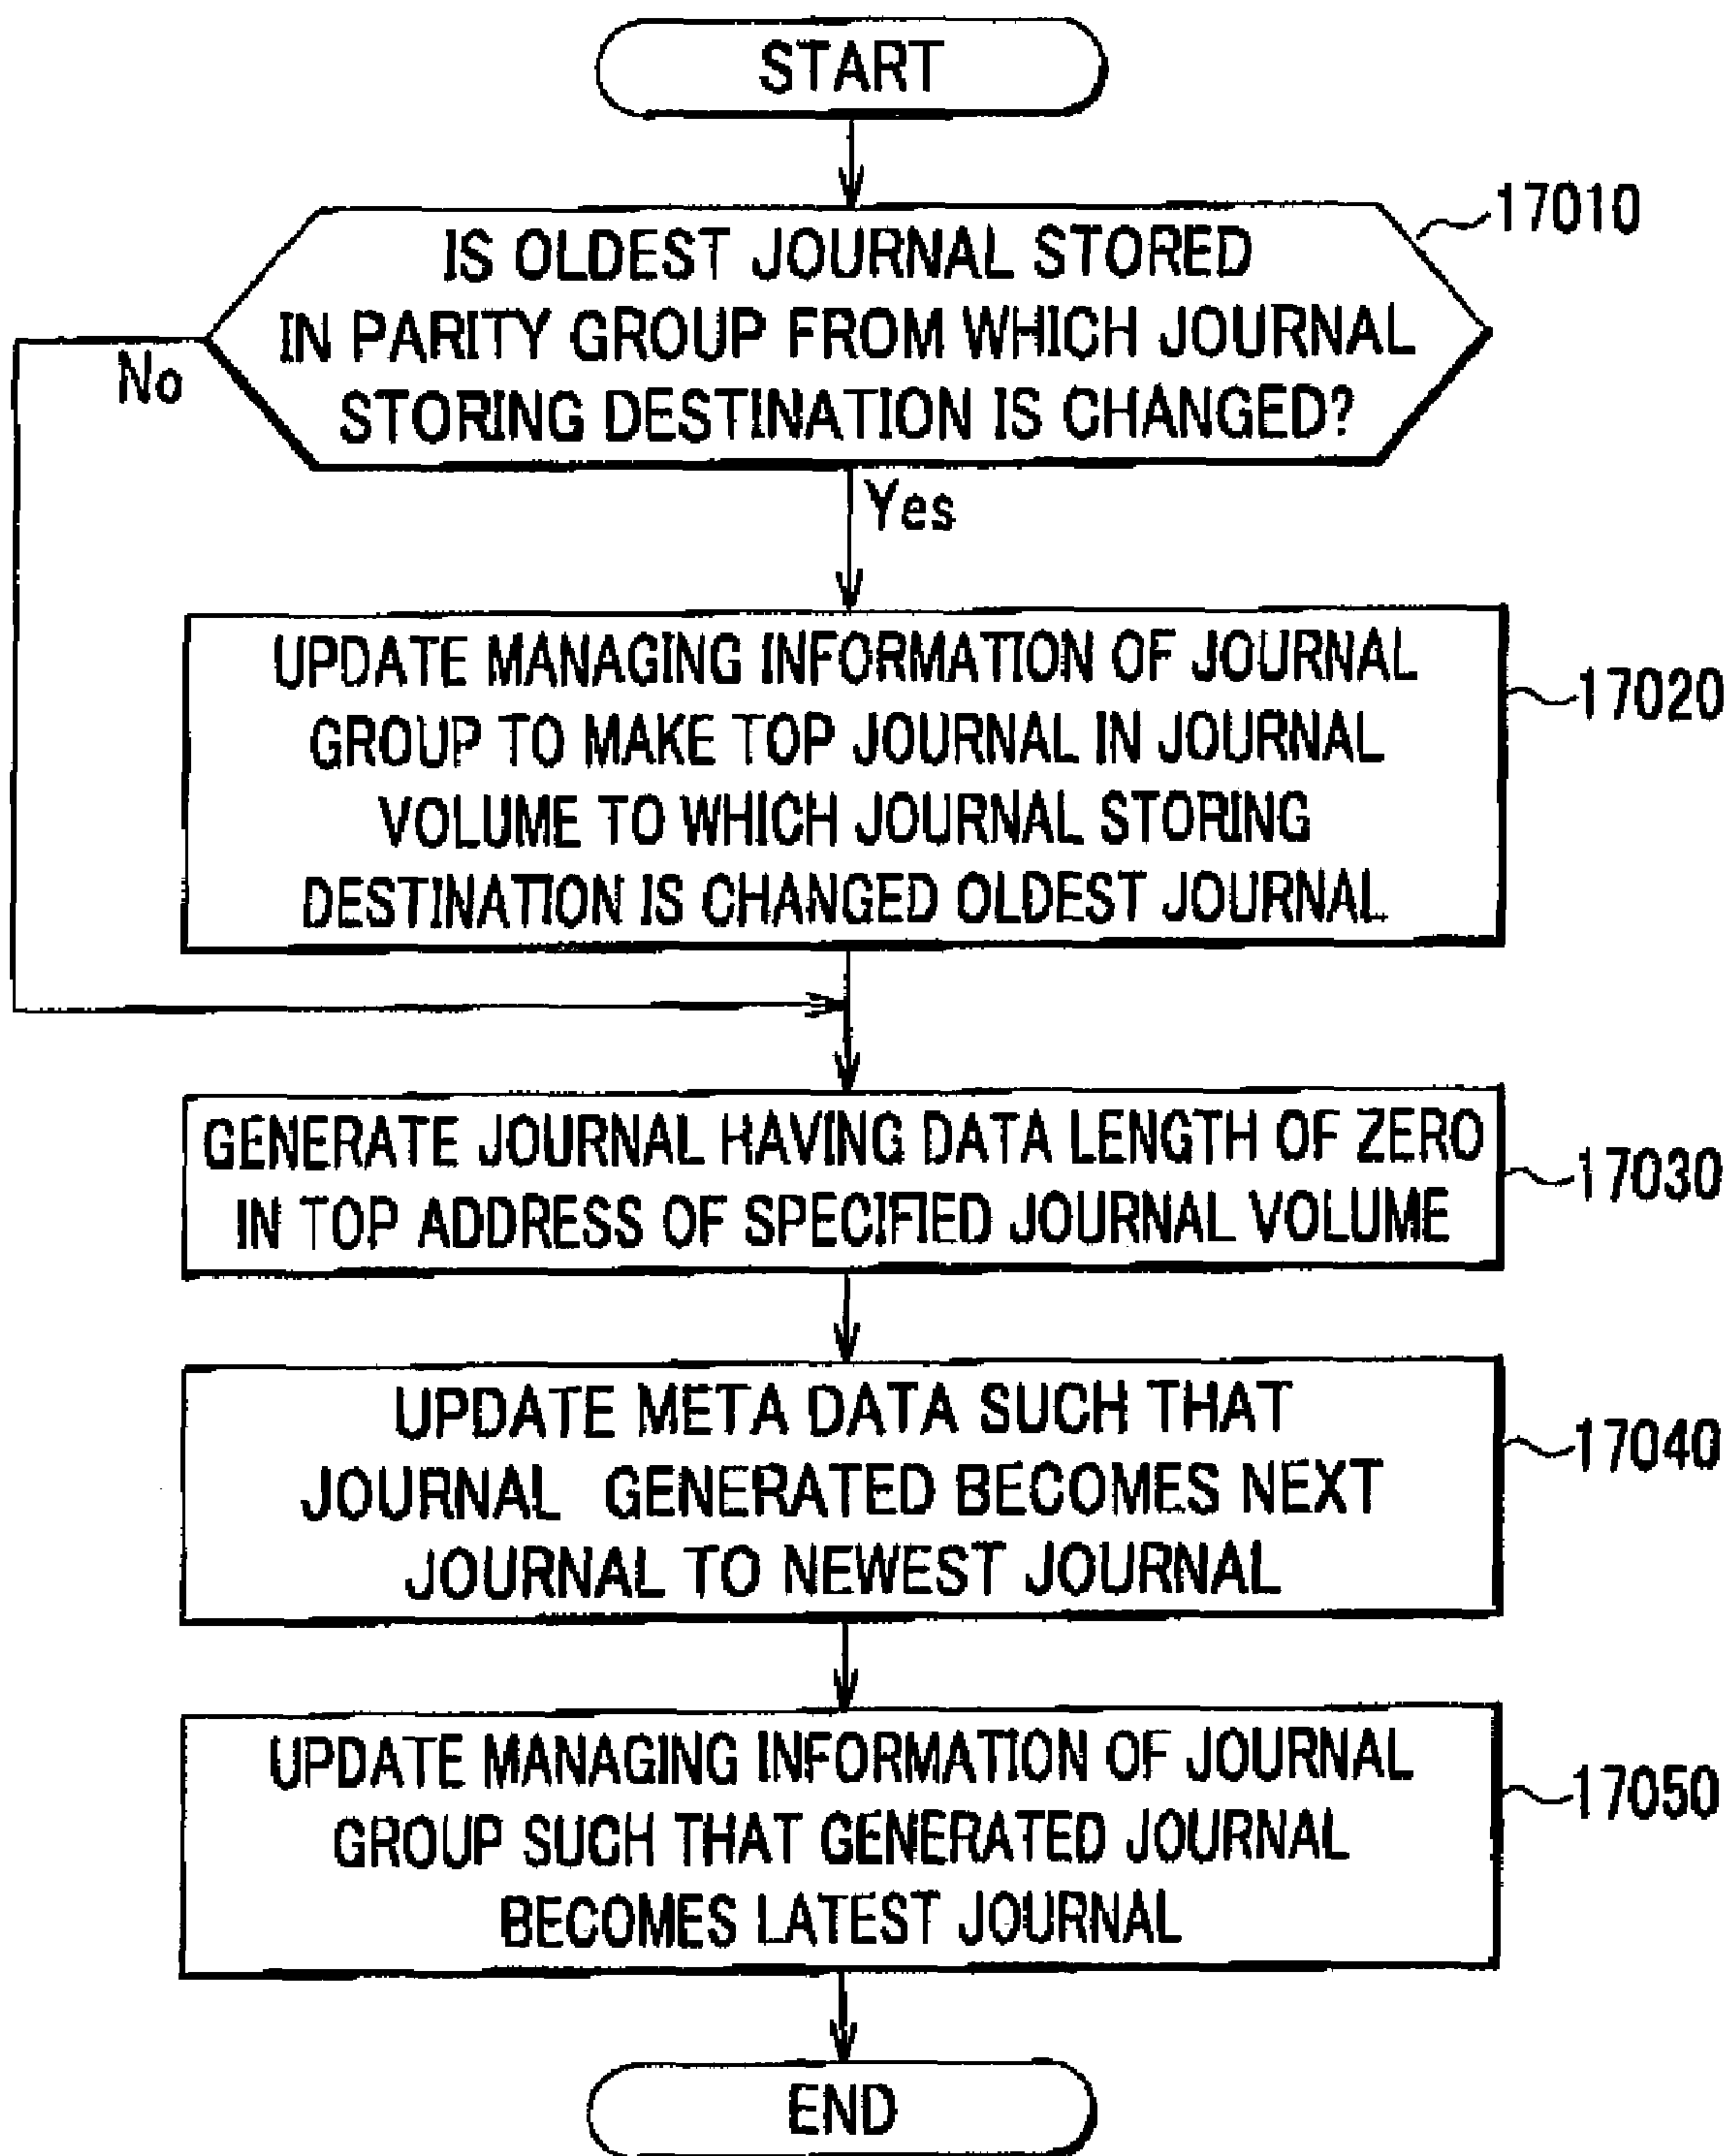 START
17010
IS OLDEST JOURNAL STORED
IN PARITY GROUP FROM WHICH JOURNAL
STORING DESTINATION IS CHANGED?
No
Yes
UPDATE MANAGING INFORMATION OF JOURNAL
GROUP TO MAKE TOP JOURNAL IN JOURNAL
VOLUME TO WHICH JOURNAL STORING
DESTINATION IS CHANGED OLDEST JOURNAL
17020
GENERATE JOURNAL HAVING DATA LENGTH OF ZERO
IN TOP ADDRESS OF SPECIFIED JOURNAL VOLUME
17030
UPDATE META DATA SUCH THAT
JOURNAL GENERATED BECOMES NEXT
JOURNAL TO NEWEST JOURNAL
17040
UPDATE MANAGING INFORMATION OF JOURNAL
GROUP SUCH THAT GENERATED JOURNAL
BECOMES LATEST JOURNAL
17050
END